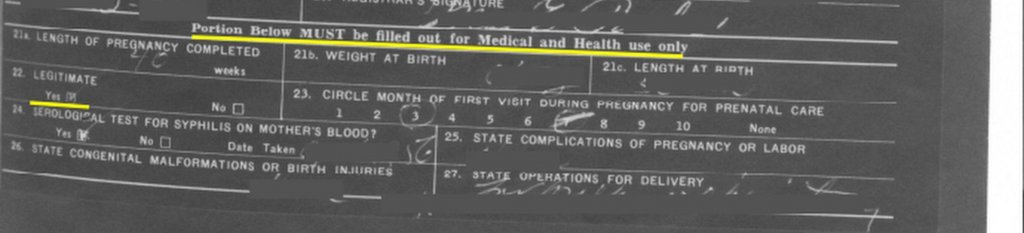 REGISTRAR'S SIGNATURE
Portion Below MUST be filled out for Medical and Health use only
21a. LENGTH OF PREGNANCY COMPLETED
40 weeks
21b. WEIGHT AT BIRTH
21c. LENGTH AT BIRTH
22. LEGITIMATE
Yes No
23. CIRCLE MONTH OF FIRST VISIT DURING PREGNANCY FOR PRENATAL CARE
1 2 3 4 5 6 8 9 10 None
24. SEROLOGICAL TEST FOR SYPHILIS ON MOTHER'S BLOOD?
Yes No Date Taken
25. STATE COMPLICATIONS OF PREGNANCY OR LABOR
26. STATE CONGENITAL MALFORMATIONS OR BIRTH INJURIES
27. STATE OPERATIONS FOR DELIVERY